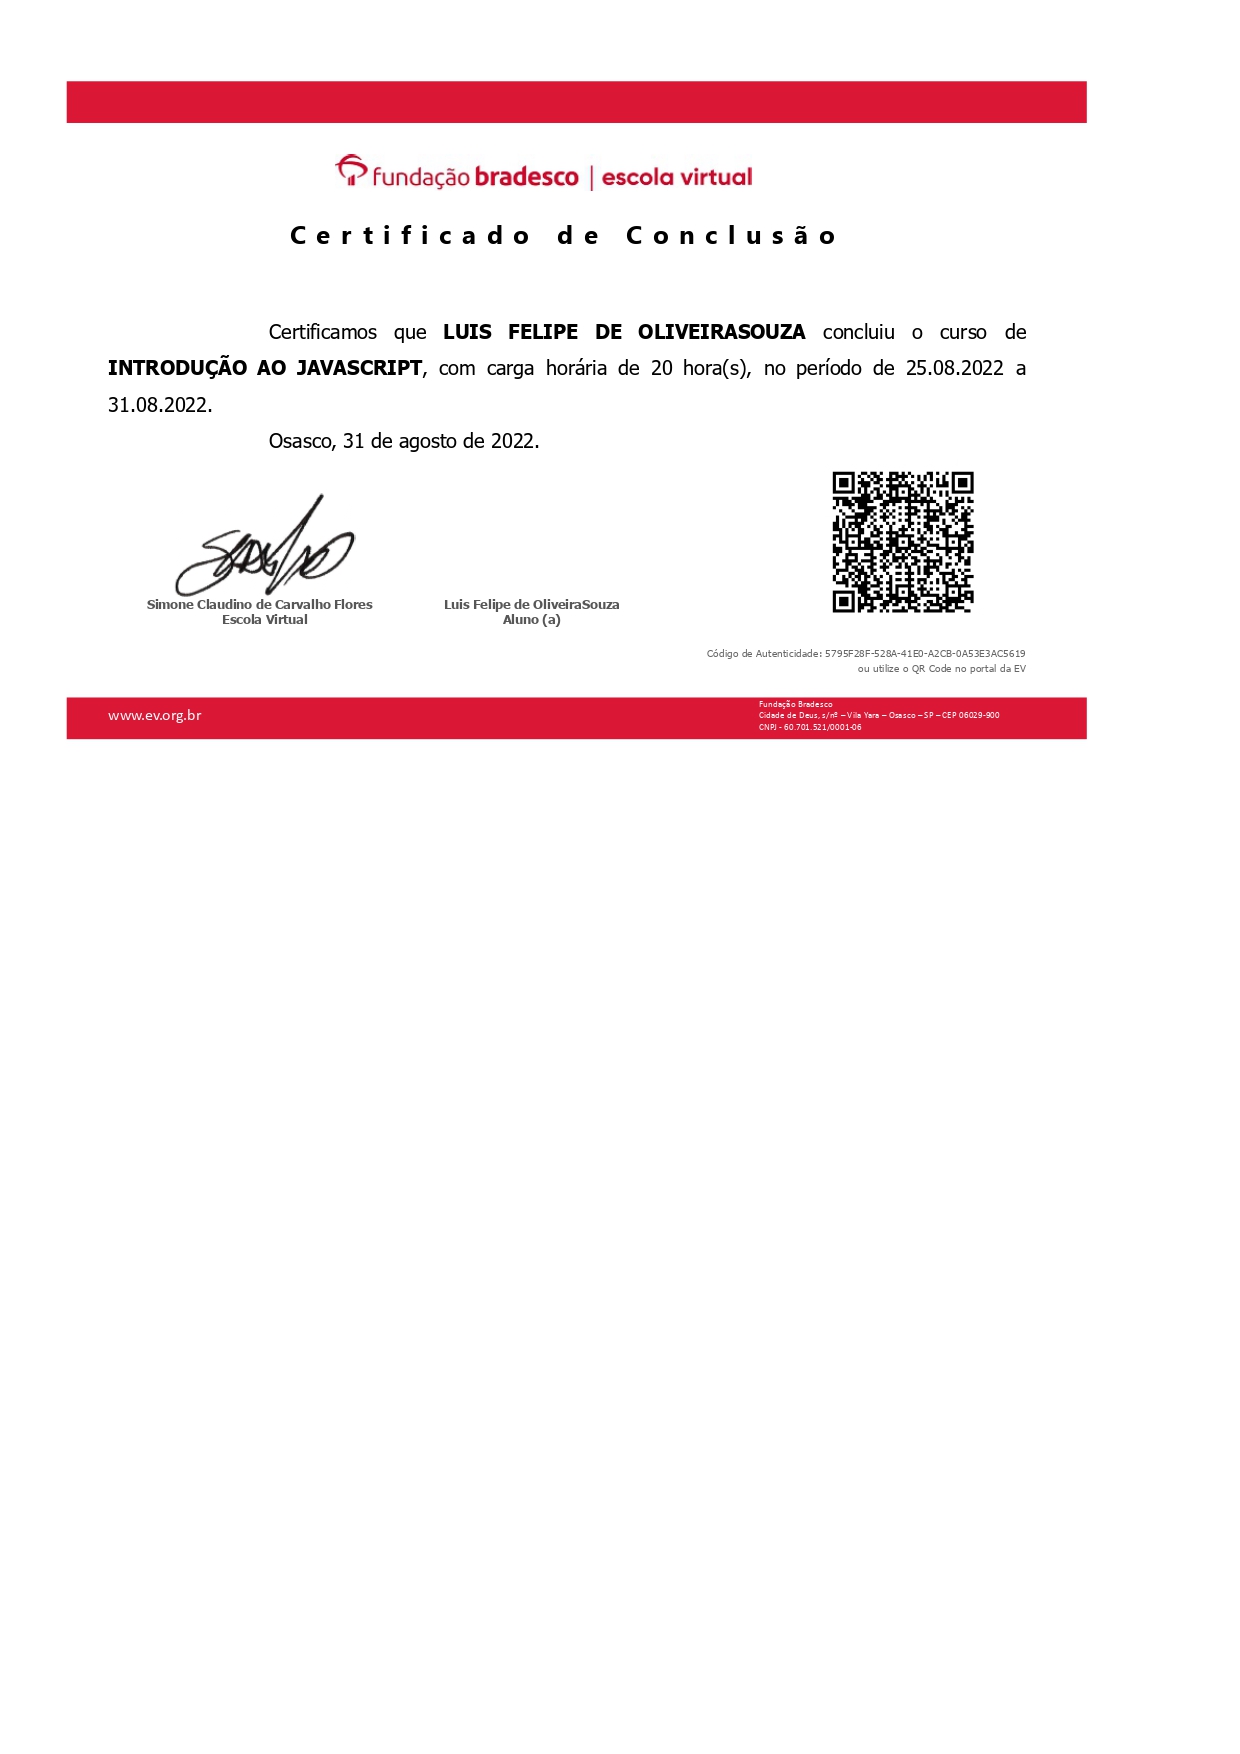 fundação bradesco | escola virtual
Certificado de Conclusão
Certificamos que LUIS FELIPE DE OLIVEIRASOUZA concluiu o curso de
INTRODUÇÃO AO JAVASCRIPT, com carga horária de 20 hora(s), no período de 25.08.2022 a
31.08.2022.
Osasco, 31 de agosto de 2022.
Simone Claudino de Carvalho Flores
Escola Virtual
Luis Felipe de OliveiraSouza
Aluno (a)
Código de Autenticidade: 5795F28F-528A-41E0-A2CB-0A53E3AC5619
ou utilize o QR Code no portal da EV
www.ev.org.br
Fundação Bradesco
Cidade de Deus, s/nº – Vila Yara – Osasco – SP – CEP 06029-900
CNPJ - 60.701.521/0001-06